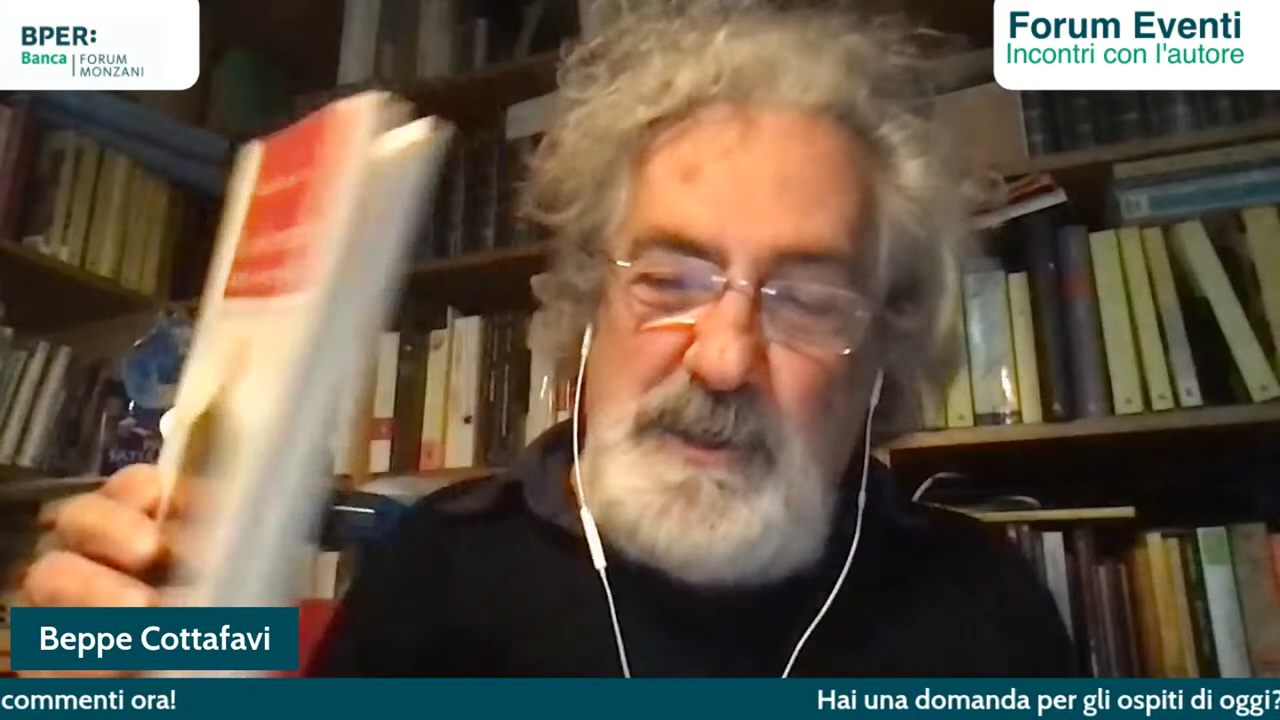 BPER:
Banca
FORUM
MONZANI
Forum Eventi
Incontri con l'autore
Beppe Cottafavi
commenti ora!
Hai una domanda per gli ospiti di oggi?